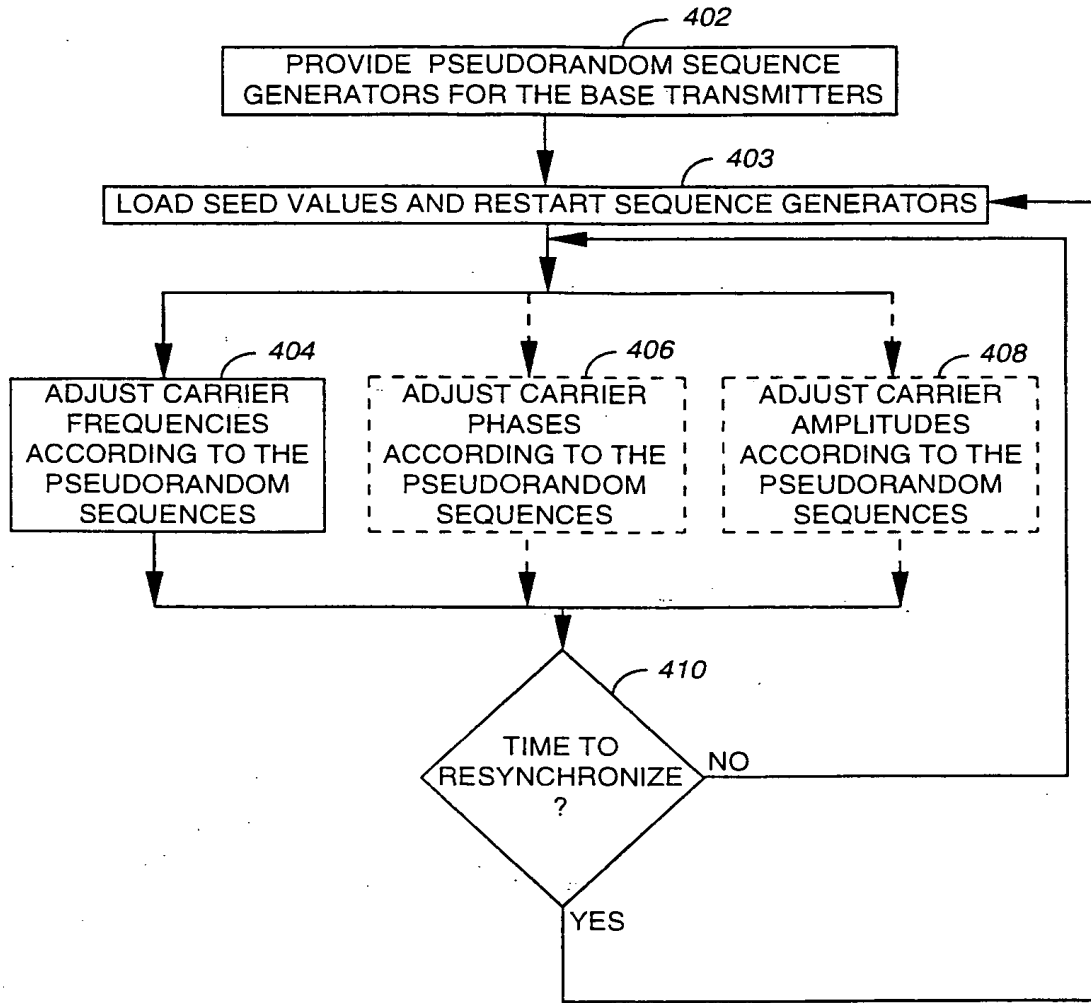 402
PROVIDE PSEUDORANDOM SEQUENCE
GENERATORS FOR THE BASE TRANSMITTERS
403
LOAD SEED VALUES AND RESTART SEQUENCE GENERATORS
404
ADJUST CARRIER
FREQUENCIES
ACCORDING TO THE
PSEUDORANDOM
SEQUENCES
406
ADJUST CARRIER
PHASES
ACCORDING TO THE
PSEUDORANDOM
SEQUENCES
408
ADJUST CARRIER
AMPLITUDES
ACCORDING TO THE
PSEUDORANDOM
SEQUENCES
410
TIME TO
RESYNCHRONIZE
?
NO
YES